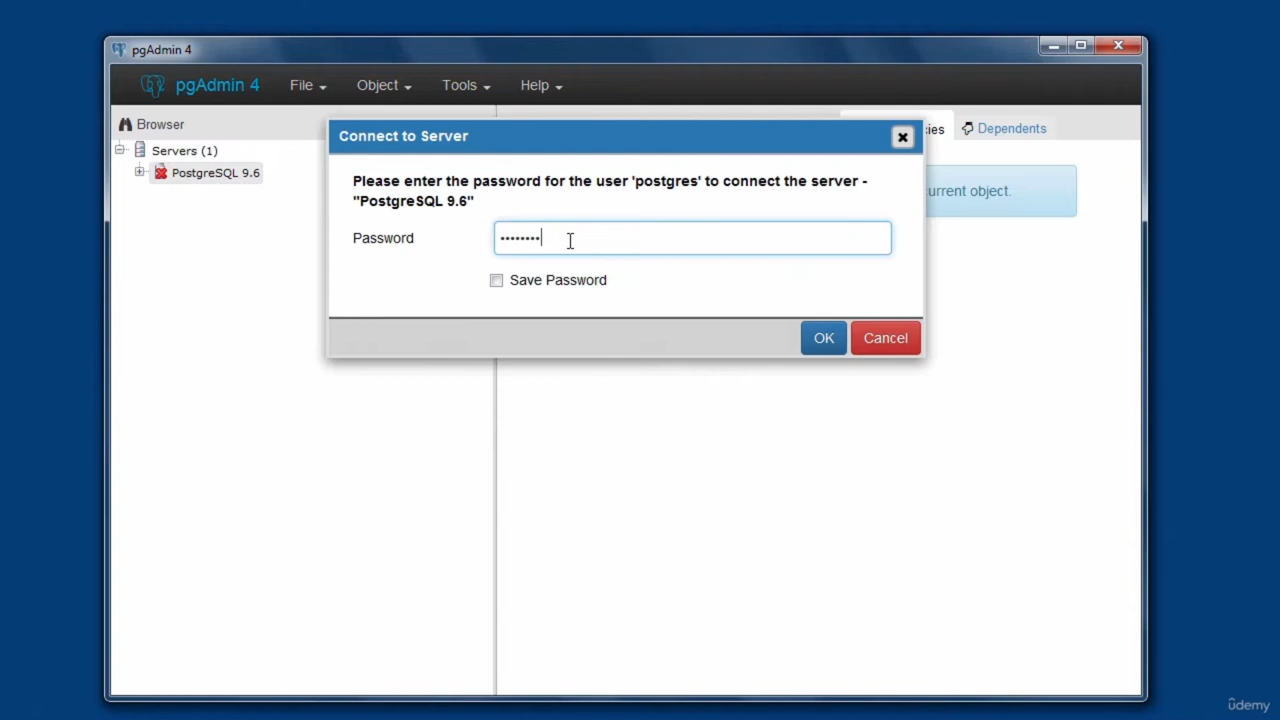 pgAdmin 4
pgAdmin 4 File Object Tools Help
Browser
Servers (1)
PostgreSQL 9.6
Connect to Server
Please enter the password for the user 'postgres' to connect the server -
"PostgreSQL 9.6"
Password ••••••••
Save Password
OK Cancel
ies Dependents
urrent object.
ûdemy